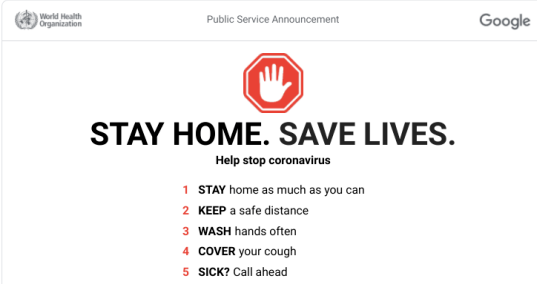 World Health
Organization
Public Service Announcement
Google
STAY HOME. SAVE LIVES.
Help stop coronavirus
1 STAY home as much as you can
2 KEEP a safe distance
3 WASH hands often
4 COVER your cough
5 SICK? Call ahead